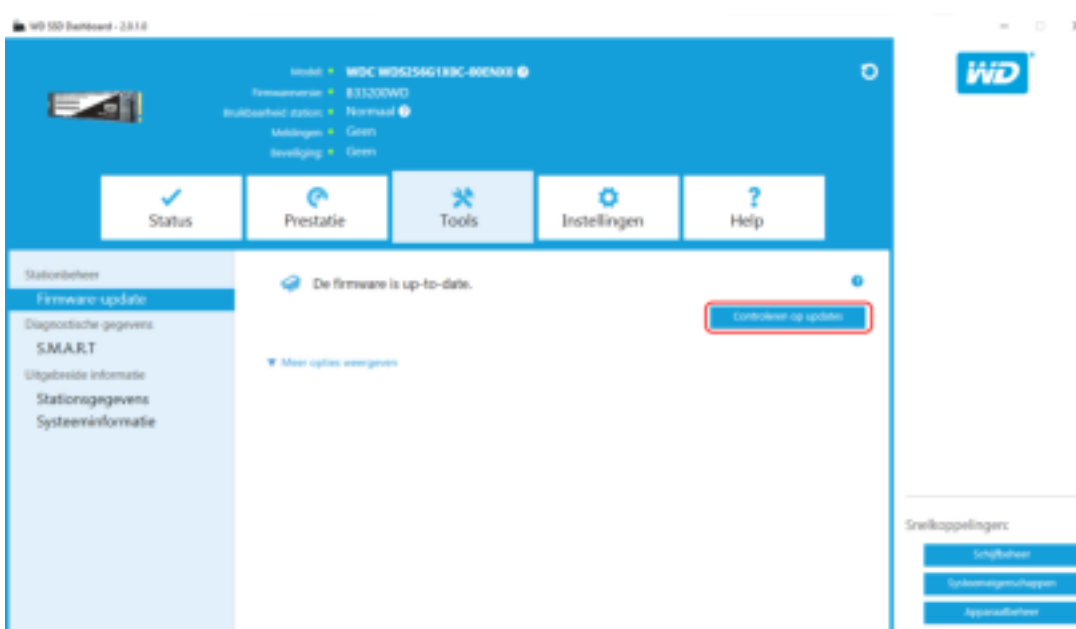 WD SSD Dashboard - 2.0.1.0
Model: WDC WDS256G1X0C-00ENX0
Firmwareversie: B33200WD
Bruikbaarheid station: Normaal
Meldingen: Geen
Beveiliging: Geen
WD
Status
Prestatie
Tools
Instellingen
? Help
Stationbeheer
Firmware-update
Diagnostische gegevens
S.M.A.R.T
Uitgebreide informatie
Stationsgegevens
Systeeminformatie
De firmware is up-to-date.
Controleren op updates
Meer opties weergeven
Snelkoppelingen:
Schijfbeheer
Systeemeigenschappen
Apparaatbeheer